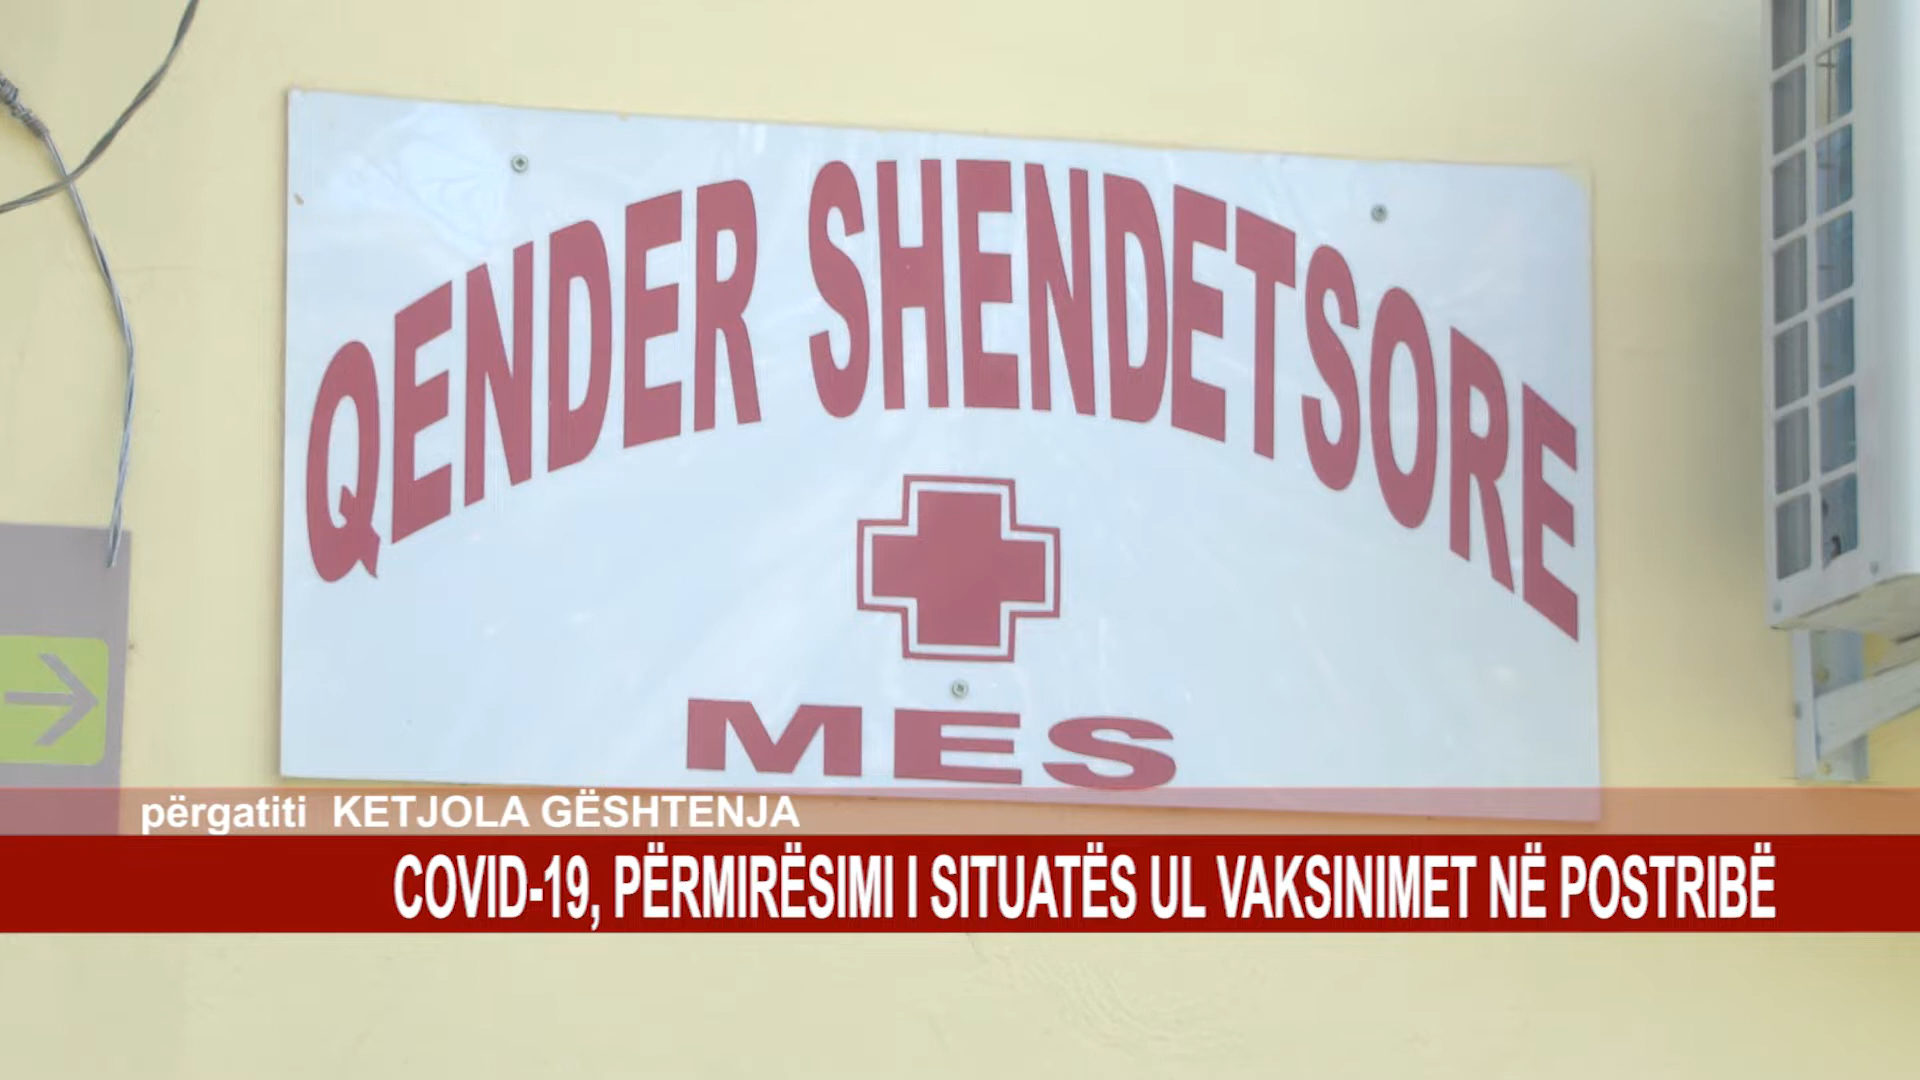 QENDER SHENDETSORE
MES
përgatiti KETJOLA GËSHTENJA
COVID-19, PËRMIRËSIMI I SITUATËS UL VAKSINIMET NË POSTRIBË